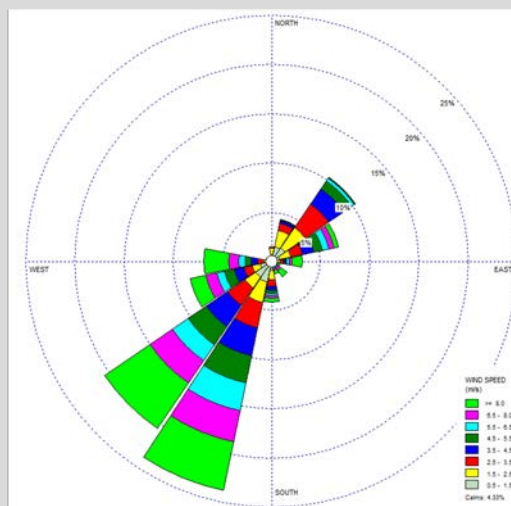 NORTH
25%
20%
15%
10%
5%
WEST
EAST
WIND SPEED
(m/s)
>= 8.0
6.5 - 8.0
5.5 - 6.5
4.5 - 5.5
3.5 - 4.5
2.5 - 3.5
1.5 - 2.5
0.5 - 1.5
Calms: 4.33%
SOUTH